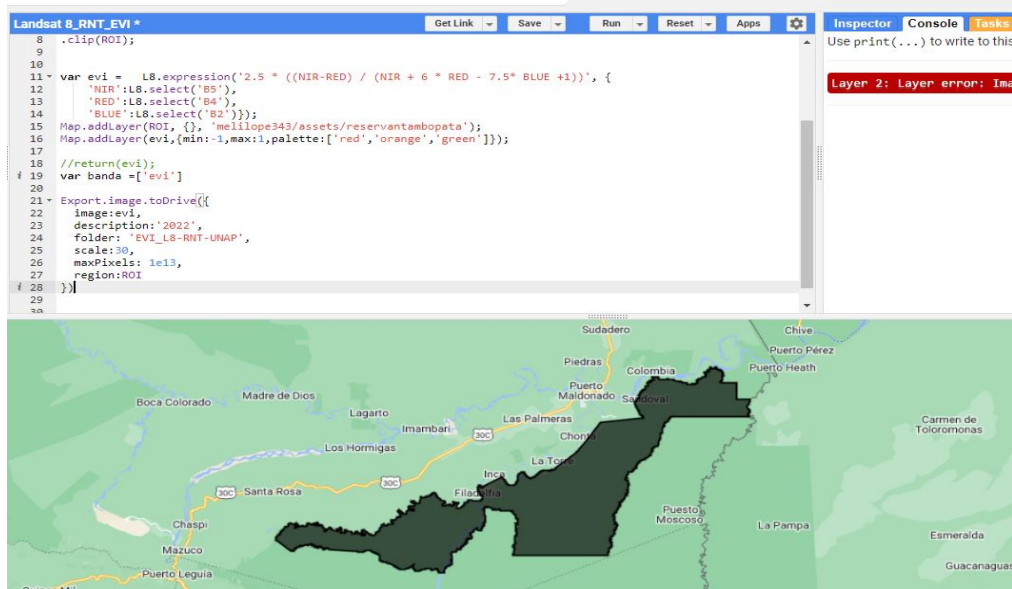 Landsat 8_RNT_EVI *
Get Link
Save
Run
Reset
Apps
Inspector
Console
Tasks
Use print(...) to write to this
Layer 2: Layer error: Ima
8 .clip(ROI);
9
10
11 var evi = L8.expression('2.5 * ((NIR-RED) / (NIR + 6 * RED - 7.5* BLUE +1))', {
12 'NIR':L8.select('B5'),
13 'RED':L8.select('B4'),
14 'BLUE':L8.select('B2')});
15 Map.addLayer(ROI, {}, 'melilope343/assets/reservantambopata');
16 Map.addLayer(evi,{min:-1,max:1,palette:['red','orange','green']});
17
18 //return(evi);
i 19 var banda =['evi']
20
21 Export.image.toDrive({
22 image:evi,
23 description:'2022',
24 folder: 'EVI_L8-RNT-UNAP',
25 scale:30,
26 maxPixels: 1e13,
27 region:ROI
i 28 })
29
30
Sudadero
Chive
Puerto Pérez
Piedras
Colombia
Puerto Heath
Puerto
Maldonado
Sandoval
Boca Colorado
Madre de Dios
Lagarto
Las Palmeras
Carmen de
Toloromonas
Imambari
30C
Chonta
Los Hormigas
La Torre
Inca
30C
30C
Santa Rosa
Filadelfia
Puesto
Moscoso
La Pampa
Chaspi
Esmeralda
Mazuco
Guacanaguas
Puerto Leguia